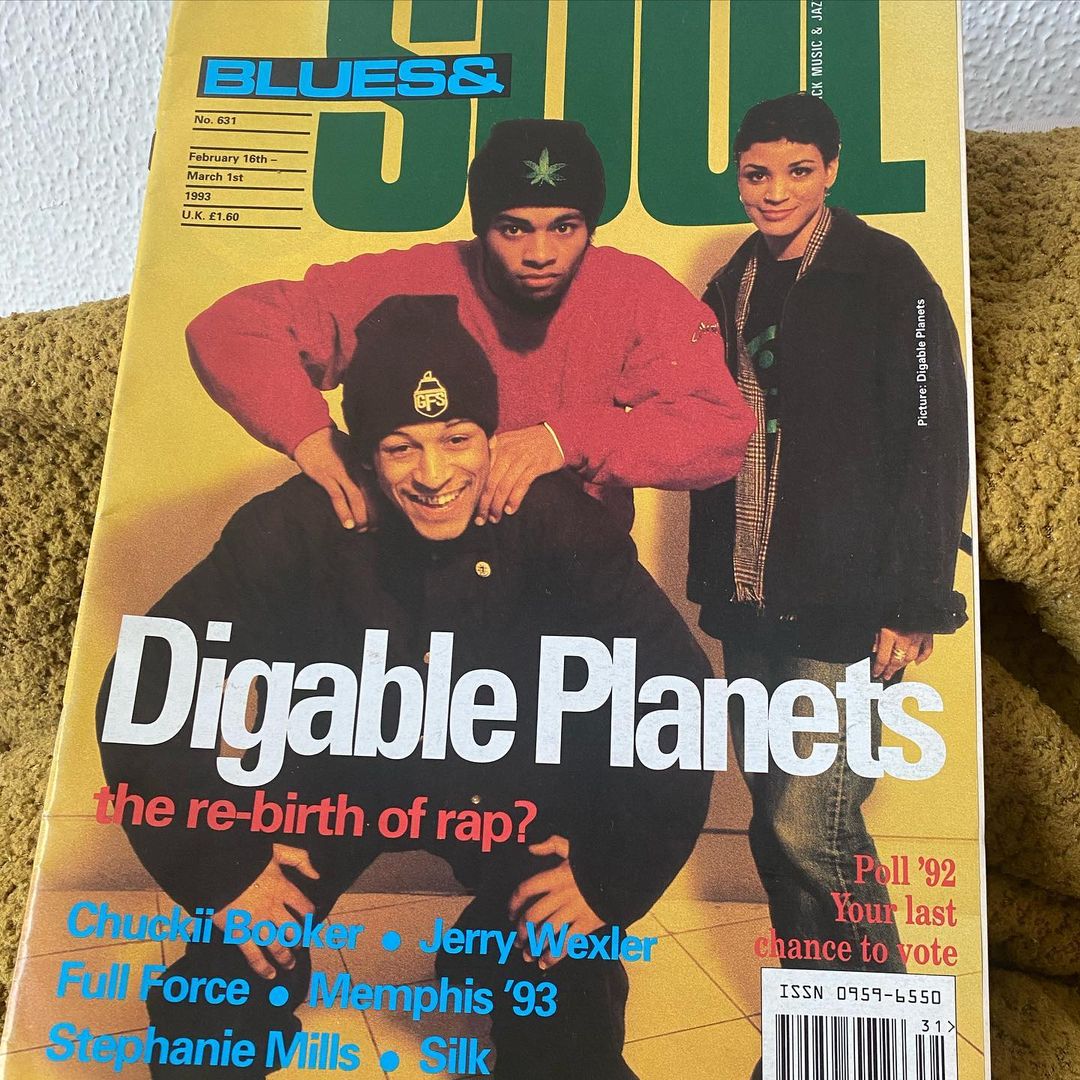 SOUL
BLUES&
CK MUSIC & JAZ
No. 631
February 16th –
March 1st
1993
U.K. £1.60
GFS
Picture: Digable Planets
Digable Planets
the re-birth of rap?
Chuckii Booker • Jerry Wexler
Full Force • Memphis '93
Stephanie Mills • Silk
Poll '92
Your last
chance to vote
ISSN 0959-6550
31>